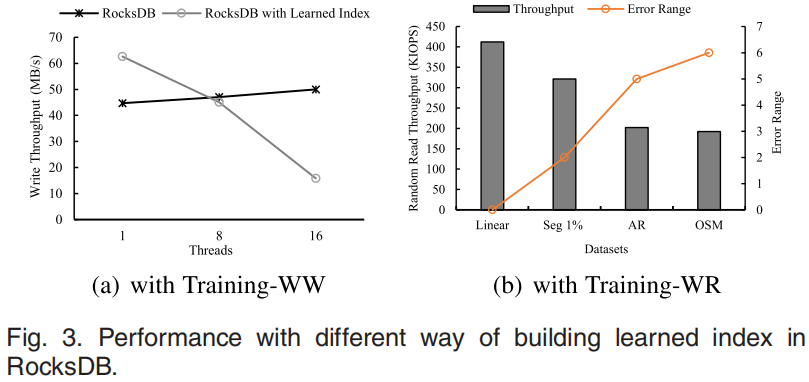 RocksDB
RocksDB with Learned Index
70
60
50
40
30
20
10
0
Write Throughput (MB/s)
1
8
16
Threads
(a) with Training-WW
Throughput
Error Range
450
400
350
300
250
200
150
100
50
0
Random Read Throughput (KIOPS)
7
6
5
4
3
2
1
0
Error Range
Linear
Seg 1%
AR
OSM
Datasets
(b) with Training-WR
Fig. 3. Performance with different way of building learned index in
RocksDB.